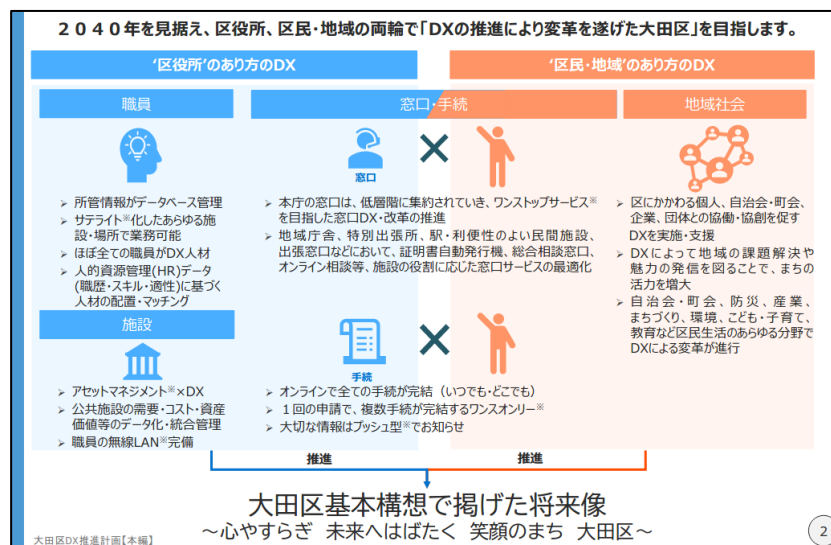 2040年を見据え、区役所、区民・地域の両輪で「DXの推進により変革を遂げた大田区」を目指します。
‘区役所’のあり方のDX
‘区民・地域’のあり方のDX
職員
➢ 所管情報がデータベース管理
➢ サテライト※化したあらゆる施
設・場所で業務可能
➢ ほぼ全ての職員がDX人材
➢ 人的資源管理(HR)データ
(職歴・スキル・適性)に基づく
人材の配置・マッチング
施設
➢ アセットマネジメント※×DX
➢ 公共施設の需要・コスト・資産
価値等のデータ化・統合管理
➢ 職員の無線LAN※完備
窓口・手続
窓口
➢ 本庁の窓口は、低層階に集約されていき、ワンストップサービス※
を目指した窓口DX・改革の推進
➢ 地域庁舎、特別出張所、駅・利便性のよい民間施設、
出張窓口などにおいて、証明書自動発行機、総合相談窓口、
オンライン相談等、施設の役割に応じた窓口サービスの最適化
手続
➢ オンラインで全ての手続が完結（いつでも・どこでも）
➢ 1回の申請で、複数手続が完結するワンスオンリー※
➢ 大切な情報はプッシュ型※でお知らせ
地域社会
➢ 区にかかわる個人、自治会・町会、
企業、団体との協働・協創を促す
DXを実施・支援
➢ DXによって地域の課題解決や
魅力の発信を図ることで、まちの
活力を増大
➢ 自治会・町会、防災、産業、
まちづくり、環境、こども・子育て、
教育など区民生活のあらゆる分野で
DXによる変革が進行
推進
推進
大田区基本構想で掲げた将来像
～心やすらぎ 未来へはばたく 笑顔のまち 大田区～
大田区DX推進計画【本編】
2